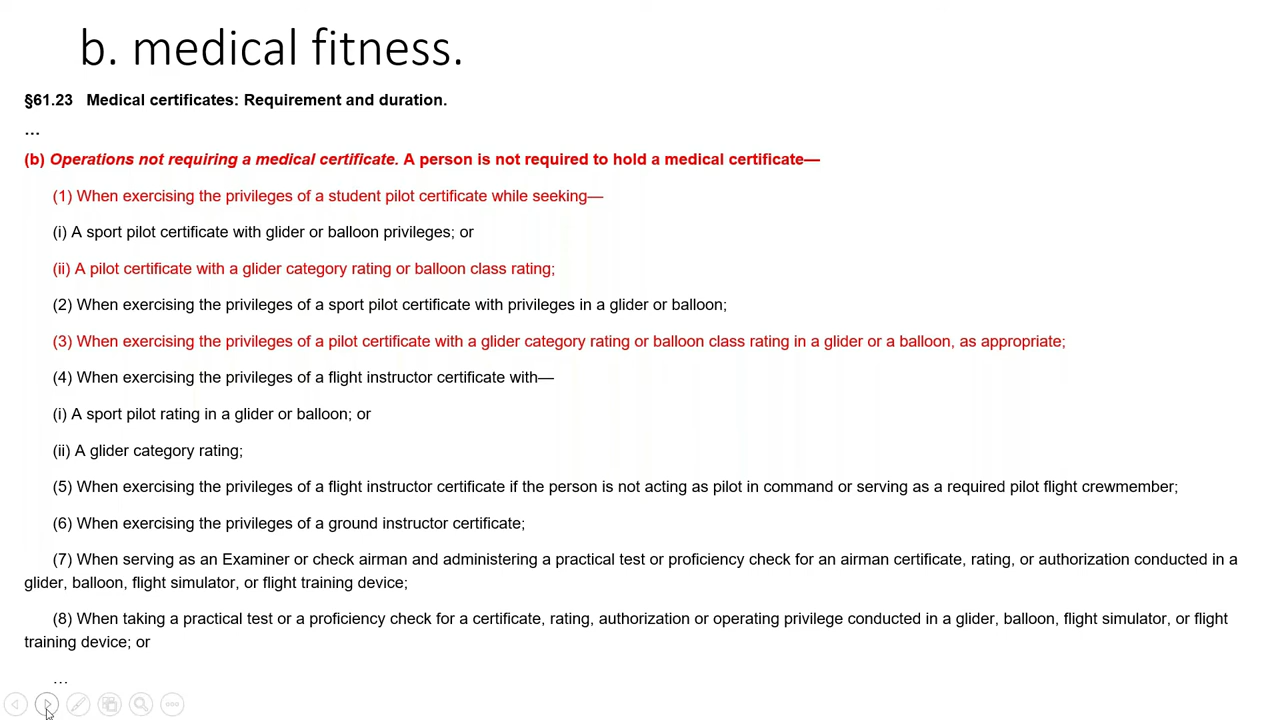 b. medical fitness.
§61.23 Medical certificates: Requirement and duration.
…
(b) Operations not requiring a medical certificate. A person is not required to hold a medical certificate—
(1) When exercising the privileges of a student pilot certificate while seeking—
(i) A sport pilot certificate with glider or balloon privileges; or
(ii) A pilot certificate with a glider category rating or balloon class rating;
(2) When exercising the privileges of a sport pilot certificate with privileges in a glider or balloon;
(3) When exercising the privileges of a pilot certificate with a glider category rating or balloon class rating in a glider or a balloon, as appropriate;
(4) When exercising the privileges of a flight instructor certificate with—
(i) A sport pilot rating in a glider or balloon; or
(ii) A glider category rating;
(5) When exercising the privileges of a flight instructor certificate if the person is not acting as pilot in command or serving as a required pilot flight crewmember;
(6) When exercising the privileges of a ground instructor certificate;
(7) When serving as an Examiner or check airman and administering a practical test or proficiency check for an airman certificate, rating, or authorization conducted in a
glider, balloon, flight simulator, or flight training device;
(8) When taking a practical test or a proficiency check for a certificate, rating, authorization or operating privilege conducted in a glider, balloon, flight simulator, or flight
training device; or
…